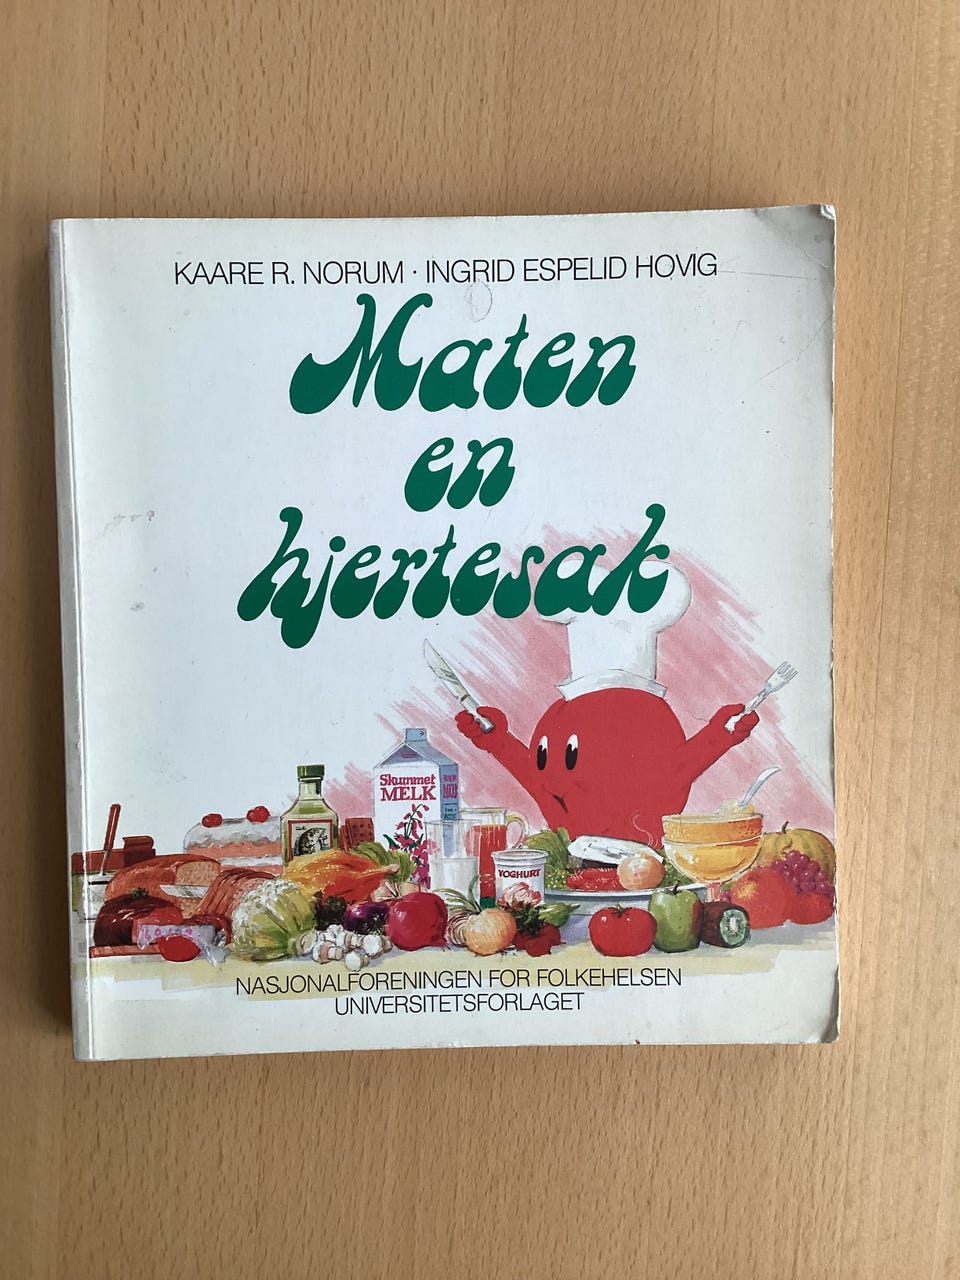 KAARE R. NORUM · INGRID ESPELID HOVIG
Maten
en
hjertesak
Skummet
MELK
YOGHURT
NASJONALFORENINGEN FOR FOLKEHELSEN
UNIVERSITETSFORLAGET